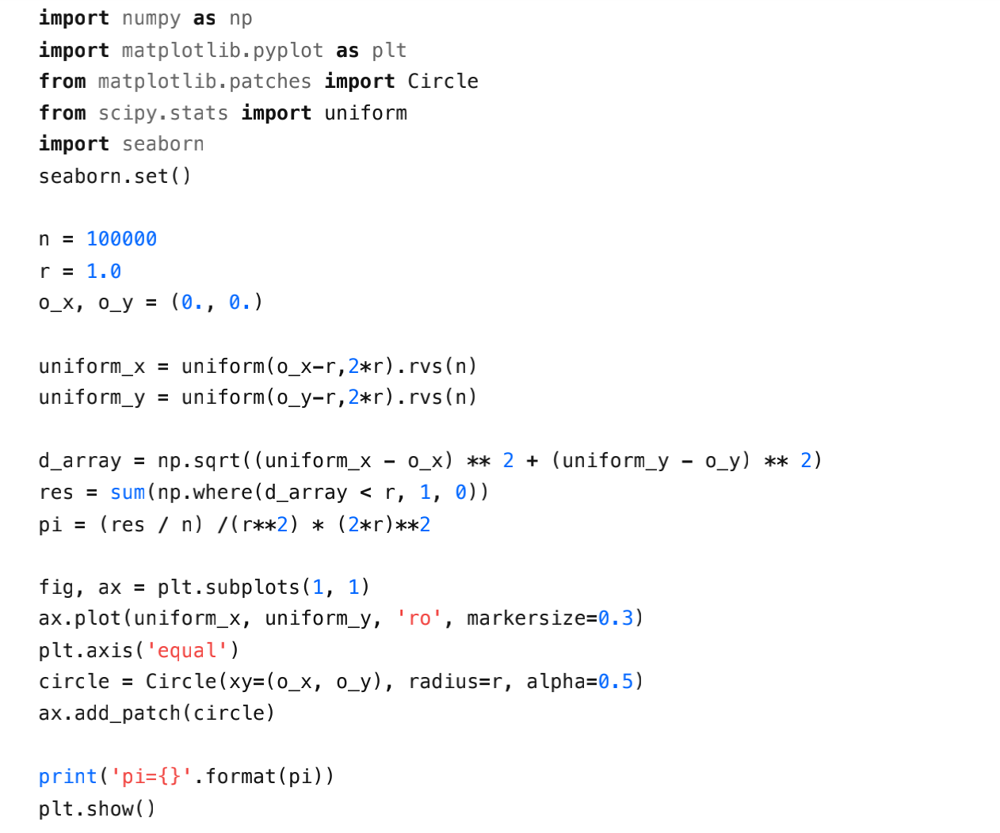 import numpy as np
import matplotlib.pyplot as plt
from matplotlib.patches import Circle
from scipy.stats import uniform
import seaborn
seaborn.set()
n = 100000
r = 1.0
o_x, o_y = (0., 0.)
uniform_x = uniform(o_x-r,2*r).rvs(n)
uniform_y = uniform(o_y-r,2*r).rvs(n)
d_array = np.sqrt((uniform_x - o_x) ** 2 + (uniform_y - o_y) ** 2)
res = sum(np.where(d_array < r, 1, 0))
pi = (res / n) /(r**2) * (2*r)**2
fig, ax = plt.subplots(1, 1)
ax.plot(uniform_x, uniform_y, 'ro', markersize=0.3)
plt.axis('equal')
circle = Circle(xy=(o_x, o_y), radius=r, alpha=0.5)
ax.add_patch(circle)
print('pi={}'.format(pi))
plt.show()